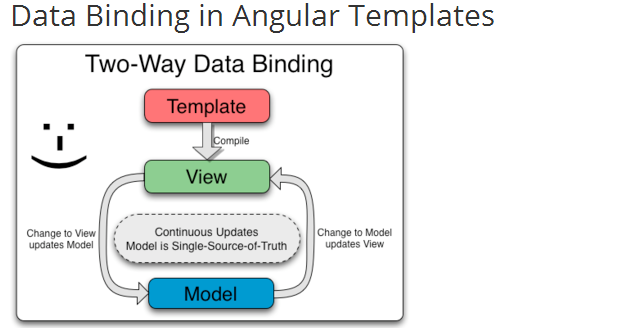 Data Binding in Angular Templates
Two-Way Data Binding
Template
Compile
View
Change to View
updates Model
Continuous Updates
Model is Single-Source-of-Truth
Change to Model
updates View
Model